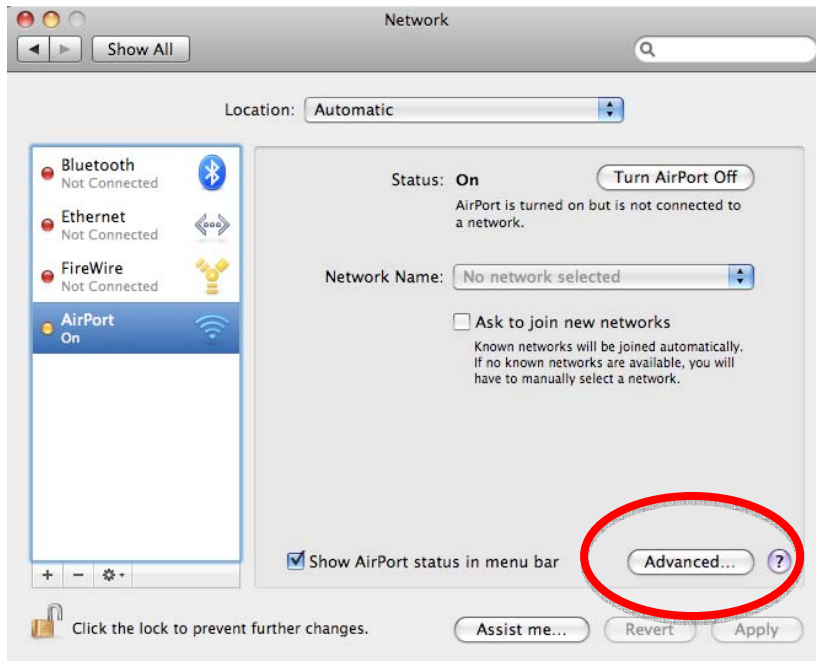 Network
Show All
Location: Automatic
Bluetooth
Not Connected
Ethernet
Not Connected
FireWire
Not Connected
AirPort
On
Status: On
Turn AirPort Off
AirPort is turned on but is not connected to
a network.
Network Name: No network selected
Ask to join new networks
Known networks will be joined automatically.
If no known networks are available, you will
have to manually select a network.
Show AirPort status in menu bar
Advanced...
?
Click the lock to prevent further changes.
Assist me...
Revert
Apply